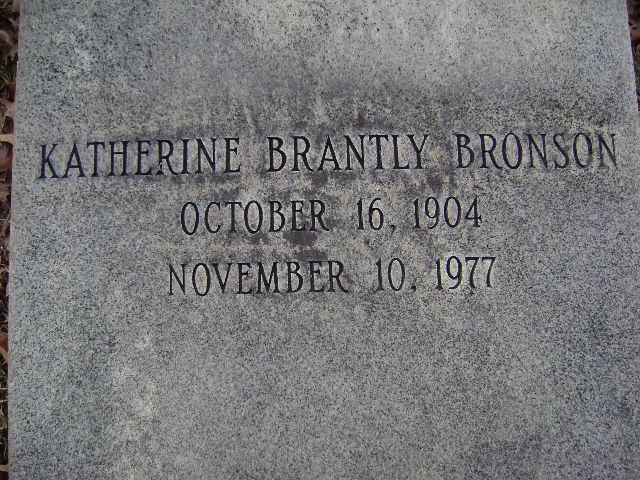 KATHERINE BRANTLY BRONSON
OCTOBER 16, 1904
NOVEMBER 10, 1977